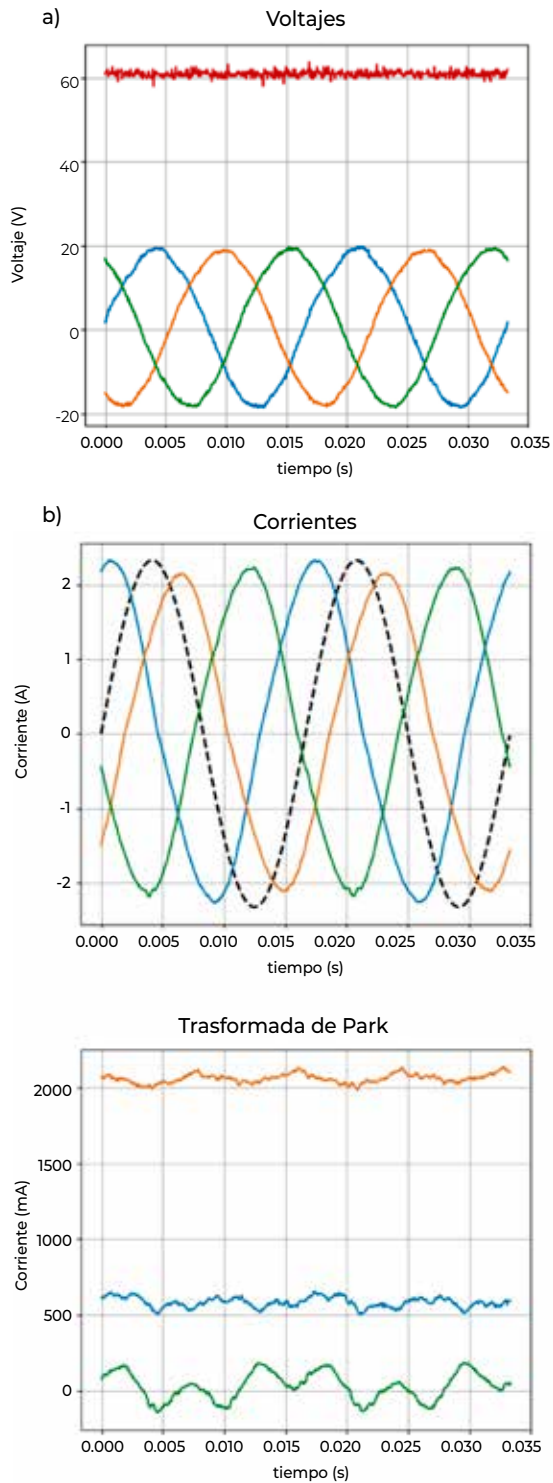 a)
Voltajes
60
40
20
0
-20
Voltaje (V)
0.000 0.005 0.010 0.015 0.020 0.025 0.030 0.035
tiempo (s)
b)
Corrientes
2
1
0
-1
-2
Corriente (A)
0.000 0.005 0.010 0.015 0.020 0.025 0.030 0.035
tiempo (s)
Trasformada de Park
2000
1500
1000
500
0
Corriente (mA)
0.000 0.005 0.010 0.015 0.020 0.025 0.030 0.035
tiempo (s)